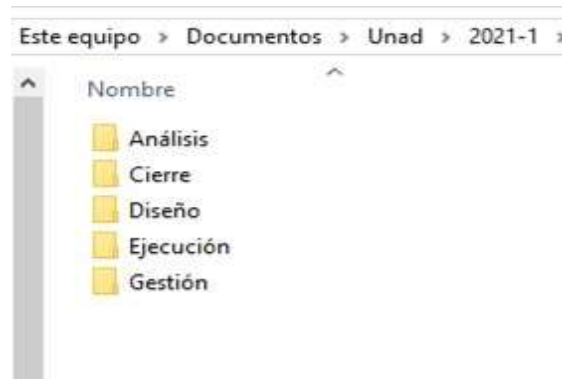 Este equipo > Documentos > Unad > 2021-1 >
Nombre
Análisis
Cierre
Diseño
Ejecución
Gestión